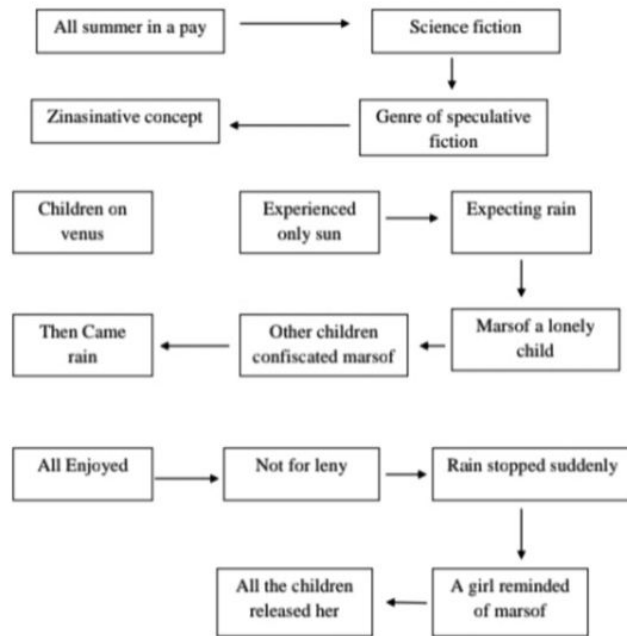 All summer in a pay
Science fiction
Genre of speculative
fiction
Zinasinative concept
Children on
venus
Experienced
only sun
Expecting rain
Marsof a lonely
child
Other children
confiscated marsof
Then Came
rain
All Enjoyed
Not for leny
Rain stopped suddenly
A girl reminded
of marsof
All the children
released her